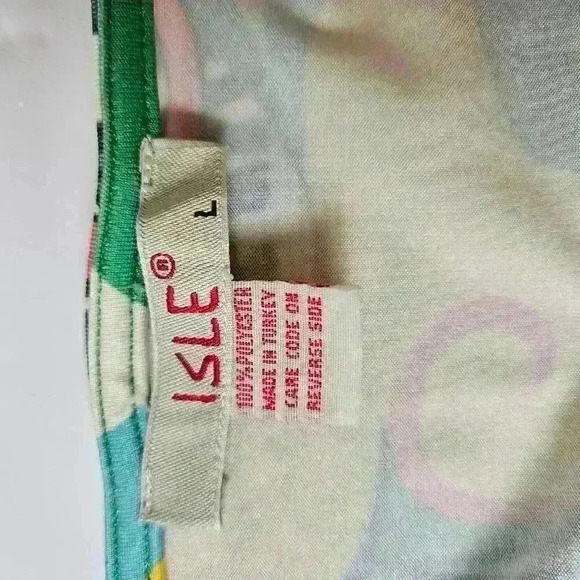 ISLE®
L
100% POLYESTER
MADE IN TURKEY
CARE CODE ON
REVERSE SIDE